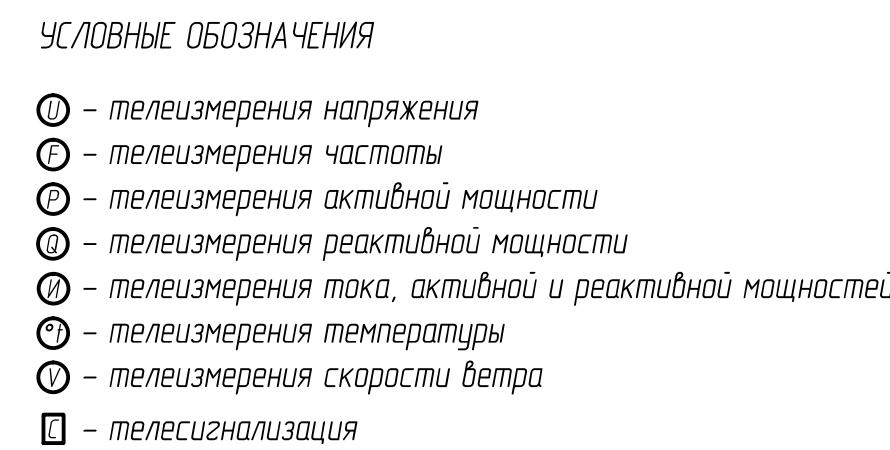 УСЛОВНЫЕ ОБОЗНАЧЕНИЯ
U – телеизмерения напряжения
F – телеизмерения частоты
P – телеизмерения активной мощности
Q – телеизмерения реактивной мощности
И – телеизмерения тока, активной и реактивной мощностей
°t – телеизмерения температуры
V – телеизмерения скорости ветра
С – телесигнализация